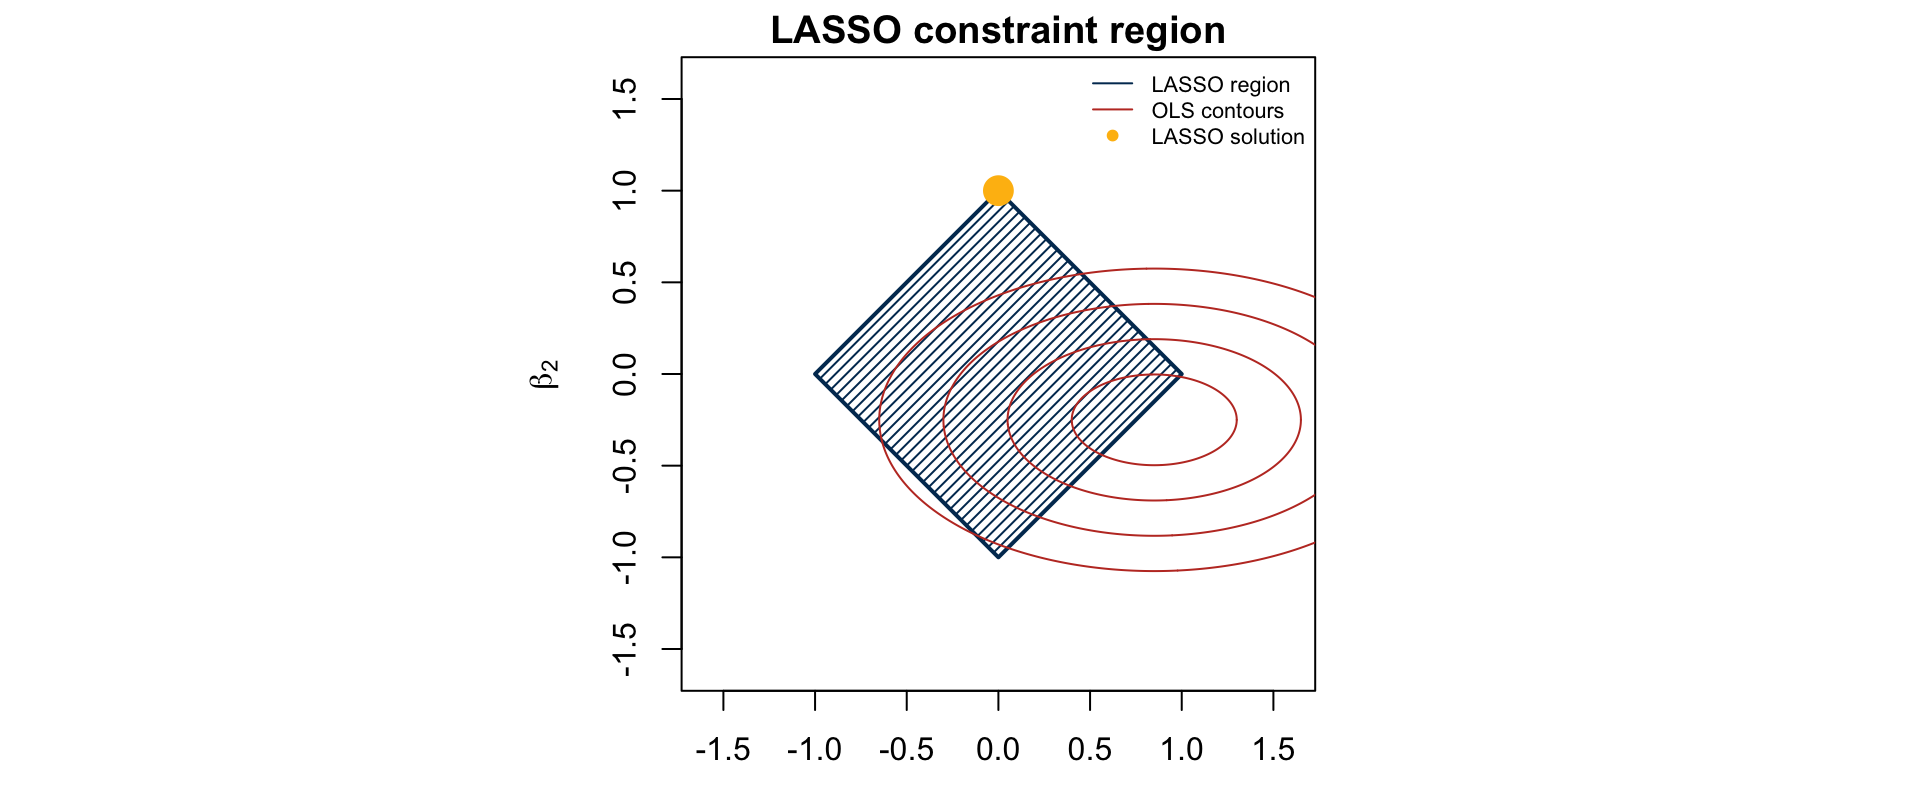 LASSO constraint region
LASSO region
OLS contours
LASSO solution
1.5
1.0
0.5
0.0
-0.5
-1.0
-1.5
β2
-1.5 -1.0 -0.5 0.0 0.5 1.0 1.5